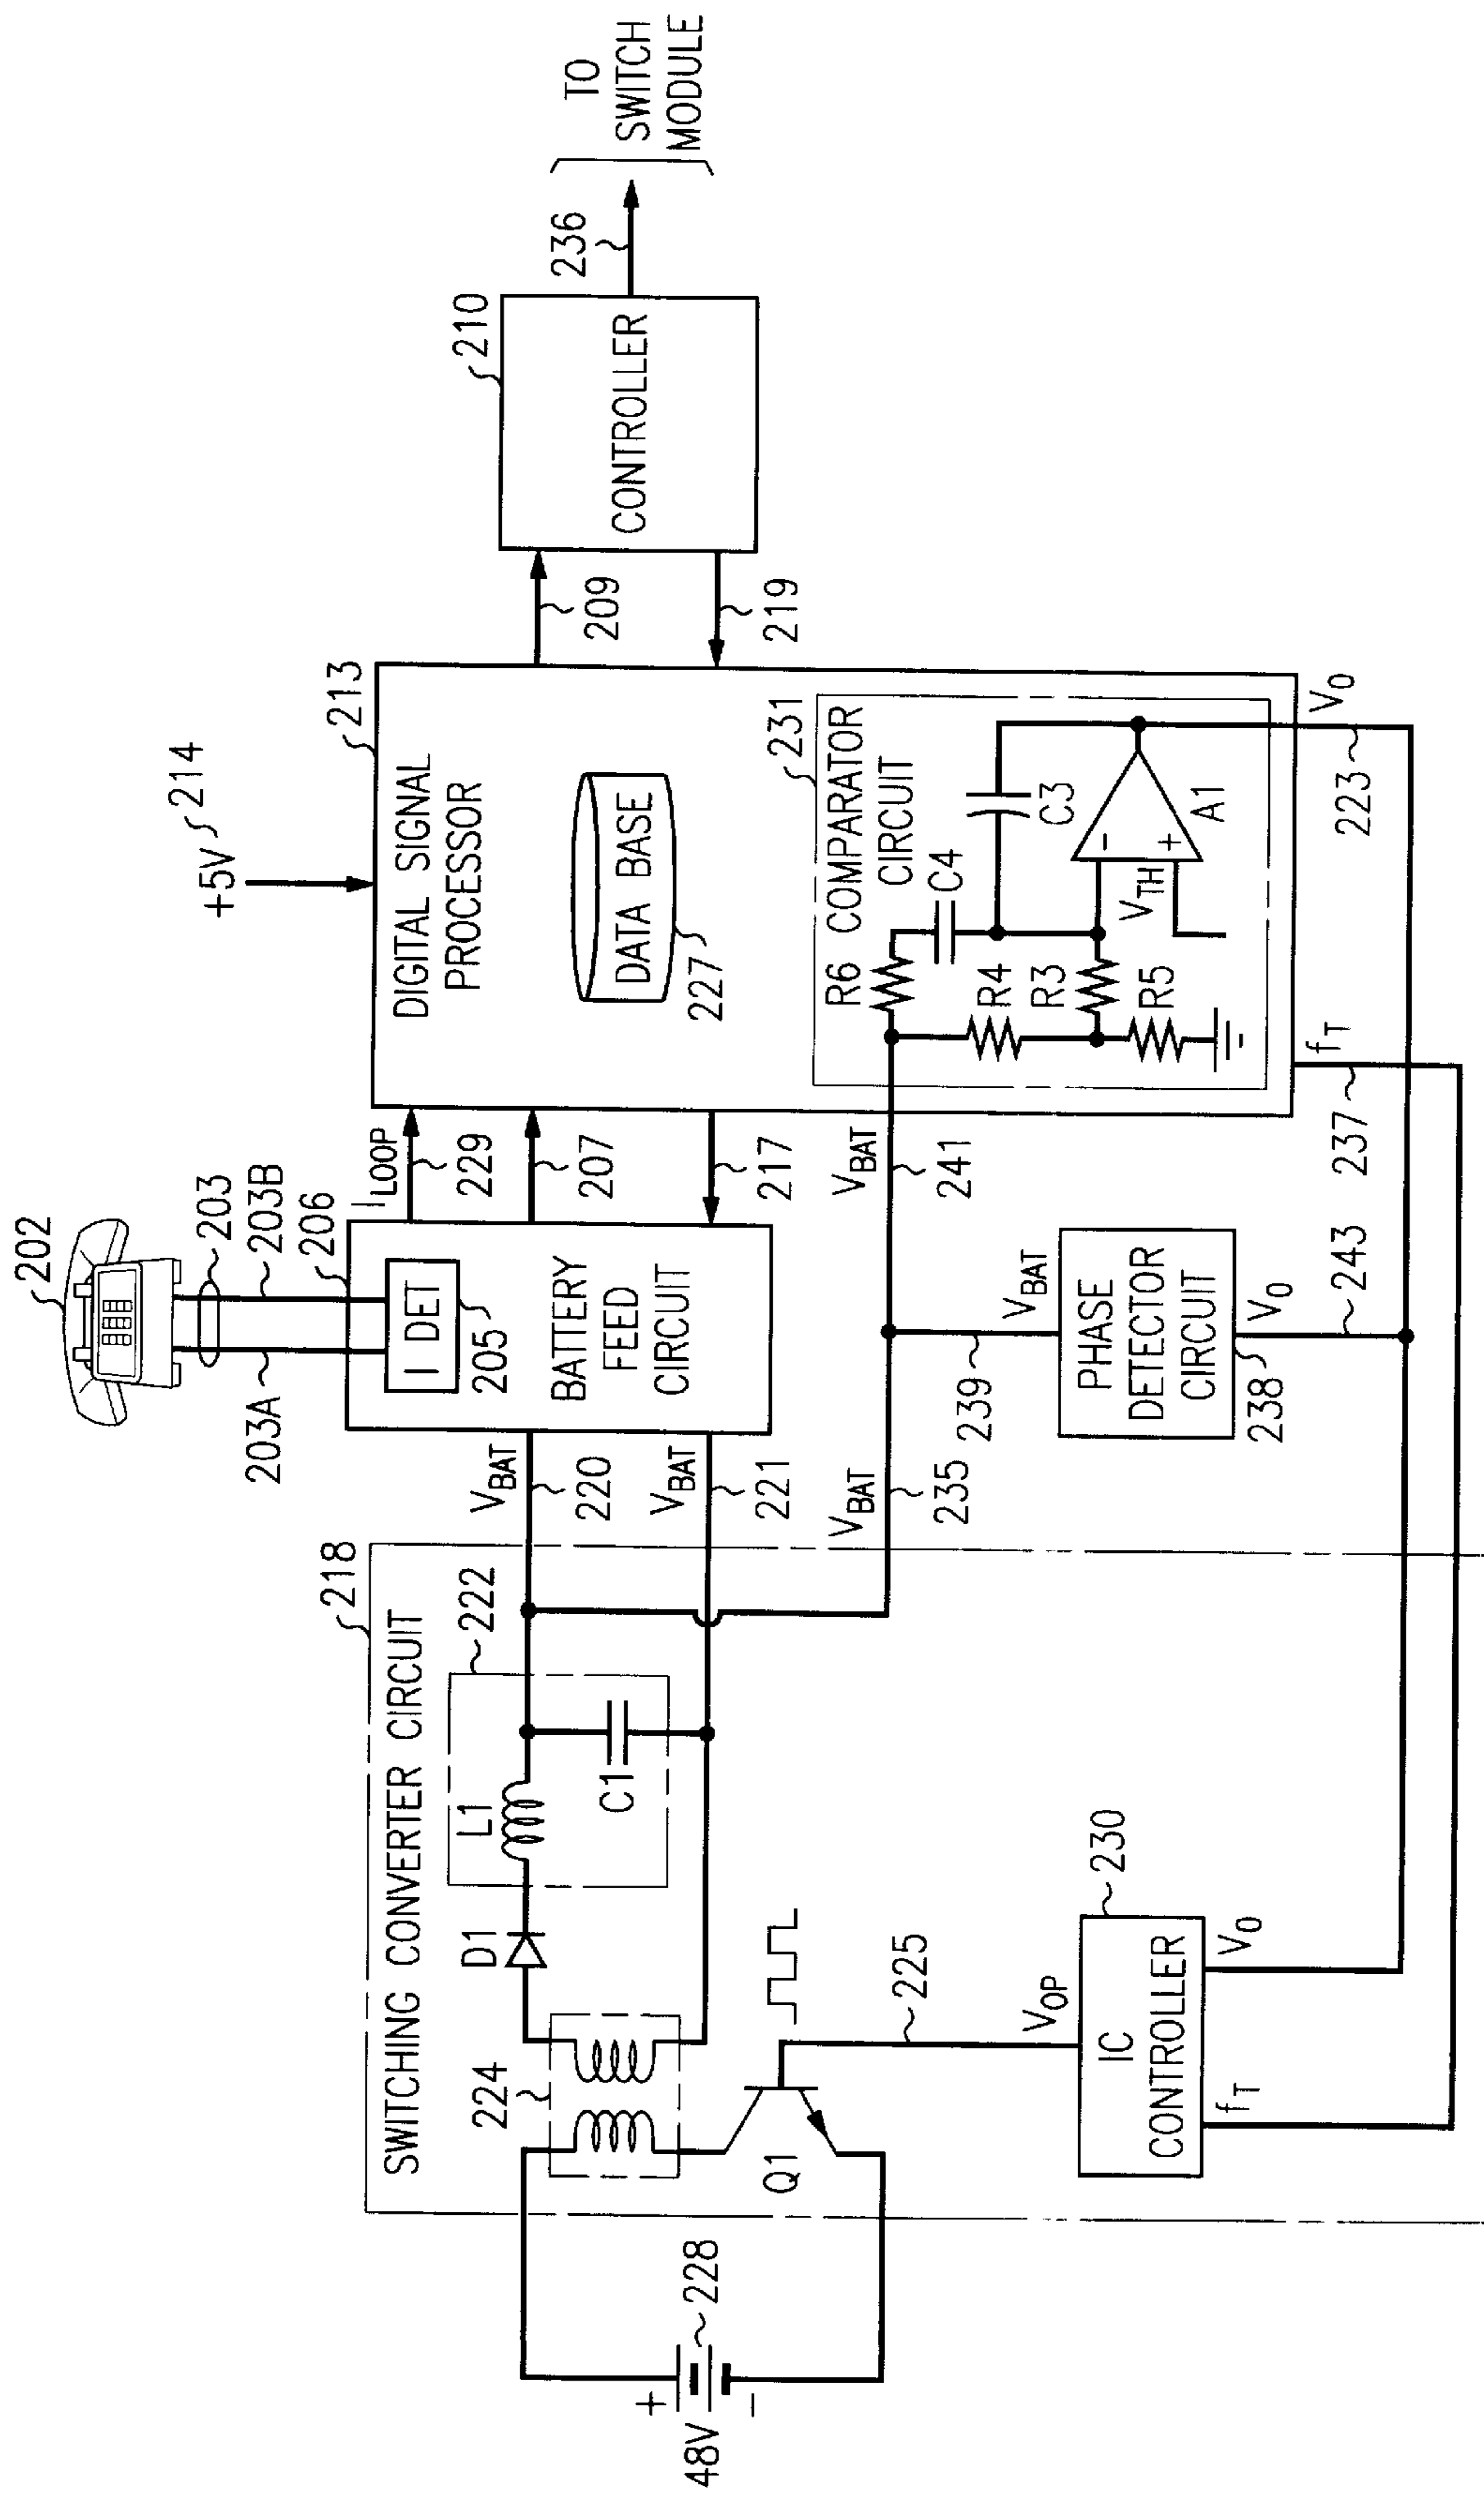 202
203
203A
203B
206
I DET
205
BATTERY
FEED
CIRCUIT
ILOOP
229
207
217
+5V
214
213
DIGITAL SIGNAL
PROCESSOR
DATA BASE
227
209
219
210
CONTROLLER
236
TO
SWITCH
MODULE
231
COMPARATOR
CIRCUIT
R6
C4
R4
R3
R5
C3
VTH
-
+
A1
VO
223
fT
237
VBAT
241
VBAT
239
PHASE
DETECTOR
CIRCUIT
238
VO
243
VBAT
235
VBAT
220
VBAT
221
218
SWITCHING CONVERTER CIRCUIT
222
L1
C1
D1
224
Q1
225
VOP
230
IC
CONTROLLER
VO
fT
228
48V
+
-